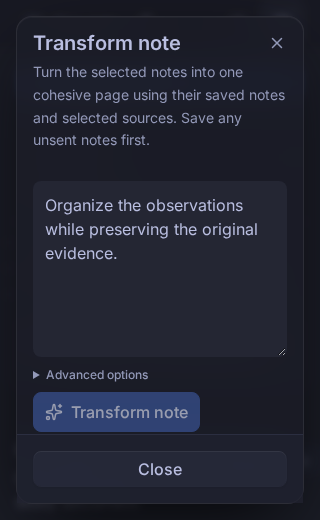 Transform note
Turn the selected notes into one
cohesive page using their saved notes
and selected sources. Save any
unsent notes first.
Organize the observations
while preserving the original
evidence.
Advanced options
Transform note
Close